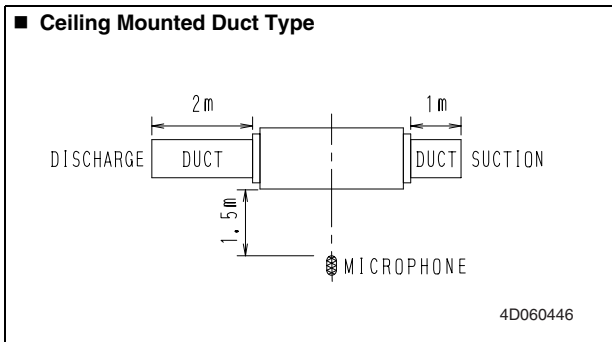 ■ Ceiling Mounted Duct Type
2m
1m
DISCHARGE DUCT DUCT SUCTION
1.5m
MICROPHONE
4D060446